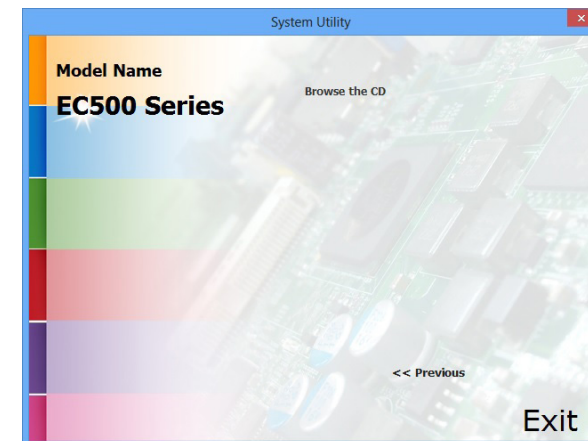 System Utility
Model Name
Browse the CD
EC500 Series
<< Previous
Exit